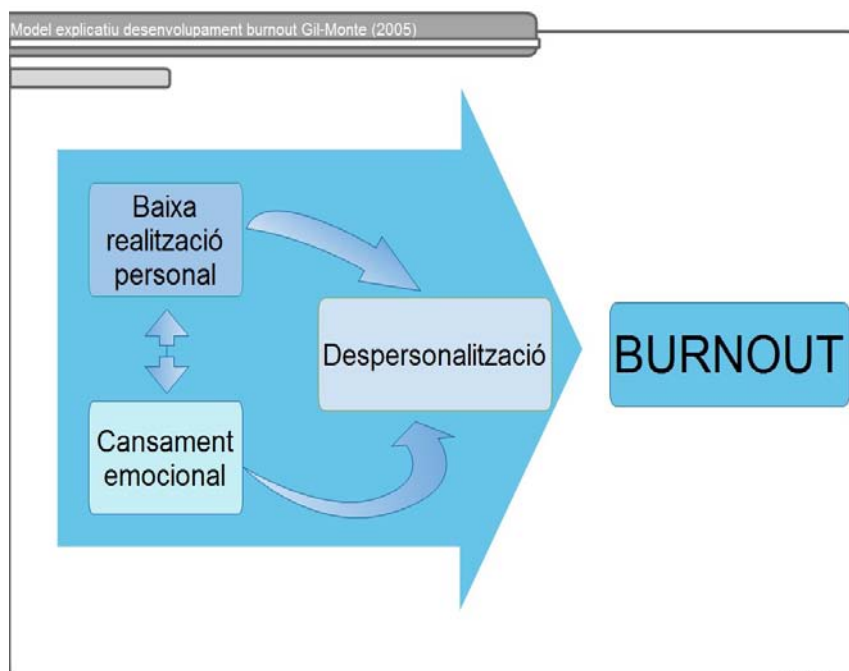 Model explicatiu desenvolupament burnout Gil-Monte (2005)
Baixa
realització
personal
Despersonalització
BURNOUT
Cansament
emocional